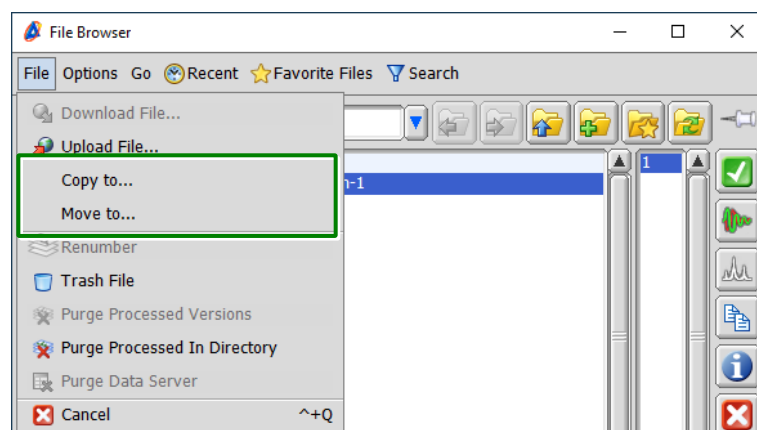 File Browser
File Options Go Recent Favorite Files Search
Download File...
Upload File...
Copy to...
-1
1
Move to...
Renumber
Trash File
Purge Processed Versions
Purge Processed In Directory
Purge Data Server
Cancel ^+Q